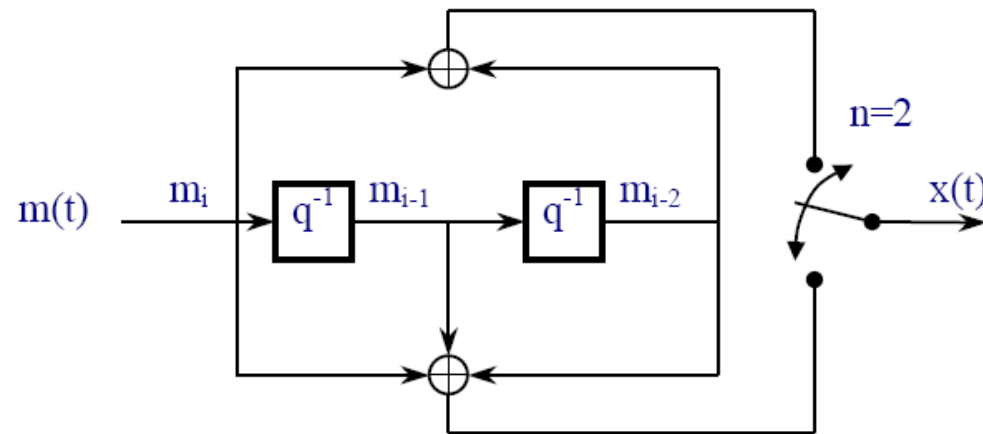 n=2
m(t)
mᵢ
q⁻¹
mᵢ₋₁
q⁻¹
mᵢ₋₂
x(t)